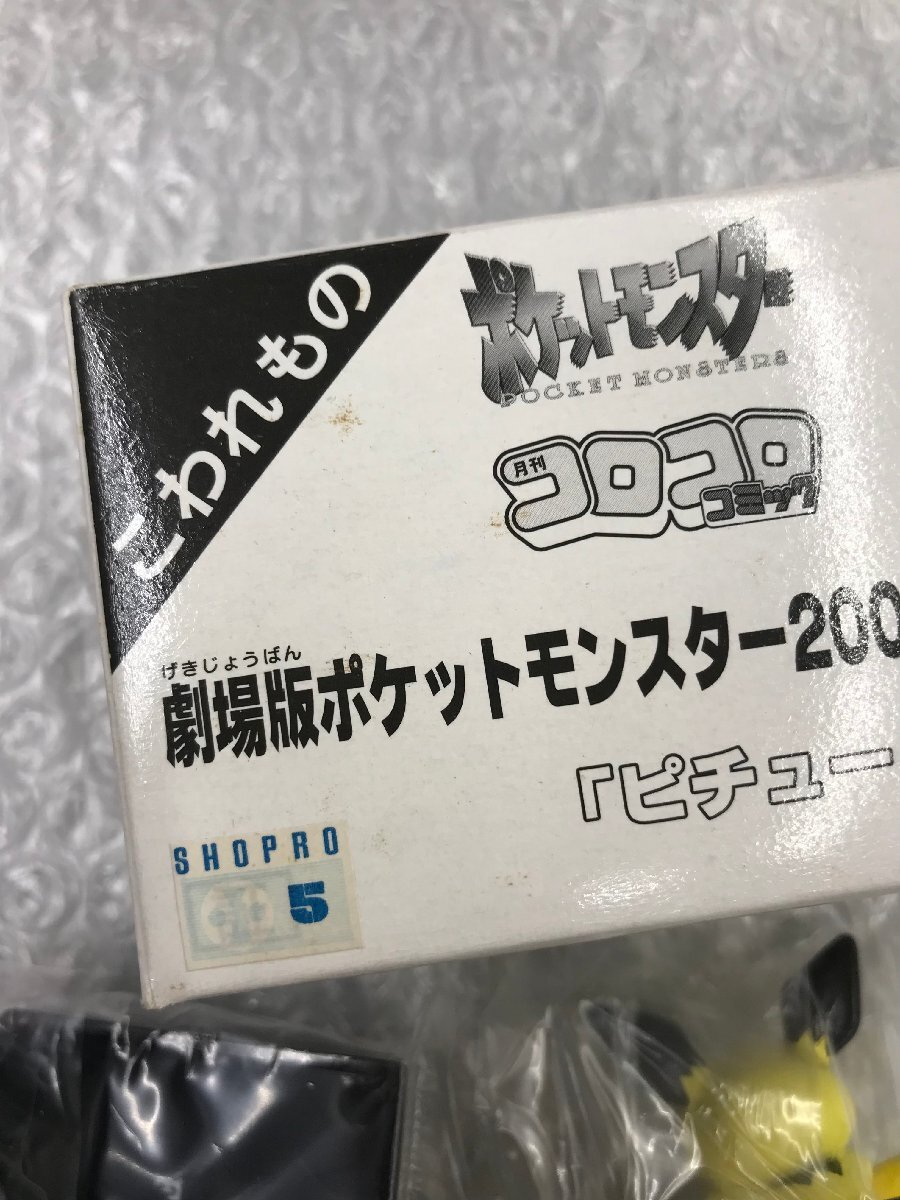 こわれもの
ポケットモンスター
POCKET MONSTERS
月刊
コロコロ
コミック
げきじょうばん
劇場版ポケットモンスター200
「ピチュー
SHOPRO
5